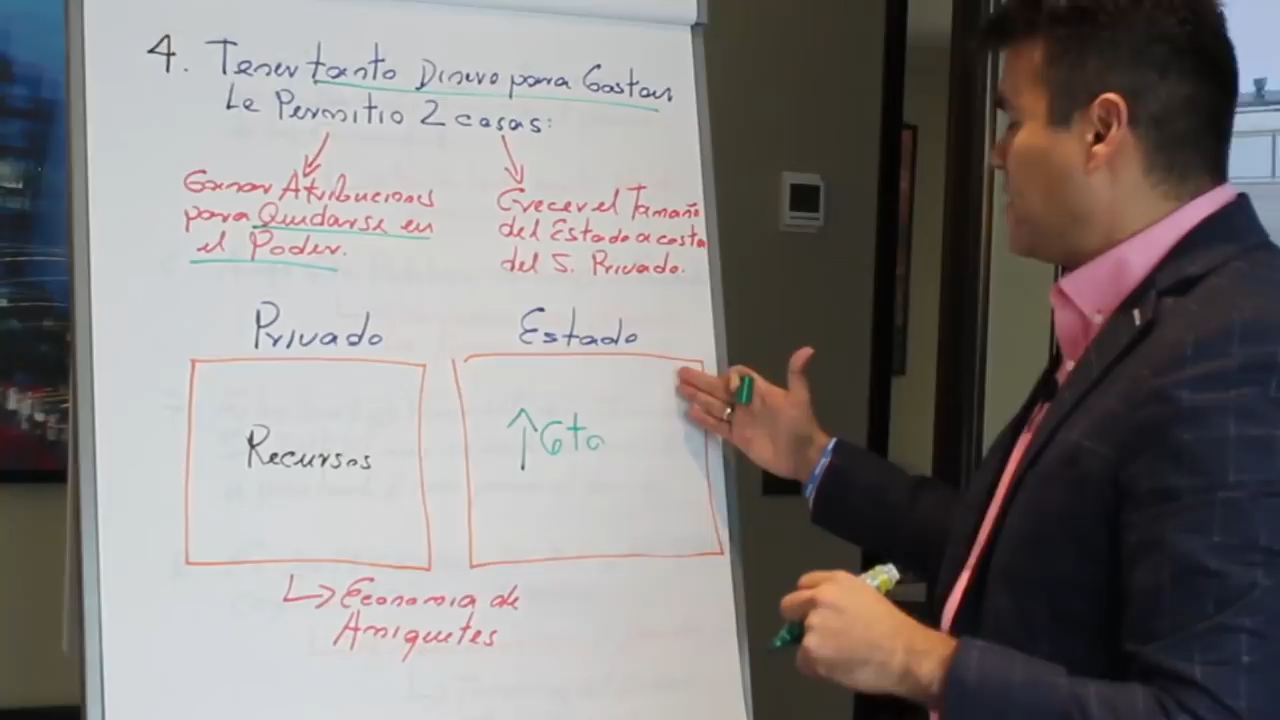 4. Tener tanto Dinero para Gastar
Le Permitio 2 cosas:
Ganar Atribuciones
para Quedarse en
el Poder.
Crecer el Tamaño
del Estado a costa
del S. Privado.
Privado
Estado
Recursos
↑Gto
↳ Economia de
Amiguetes